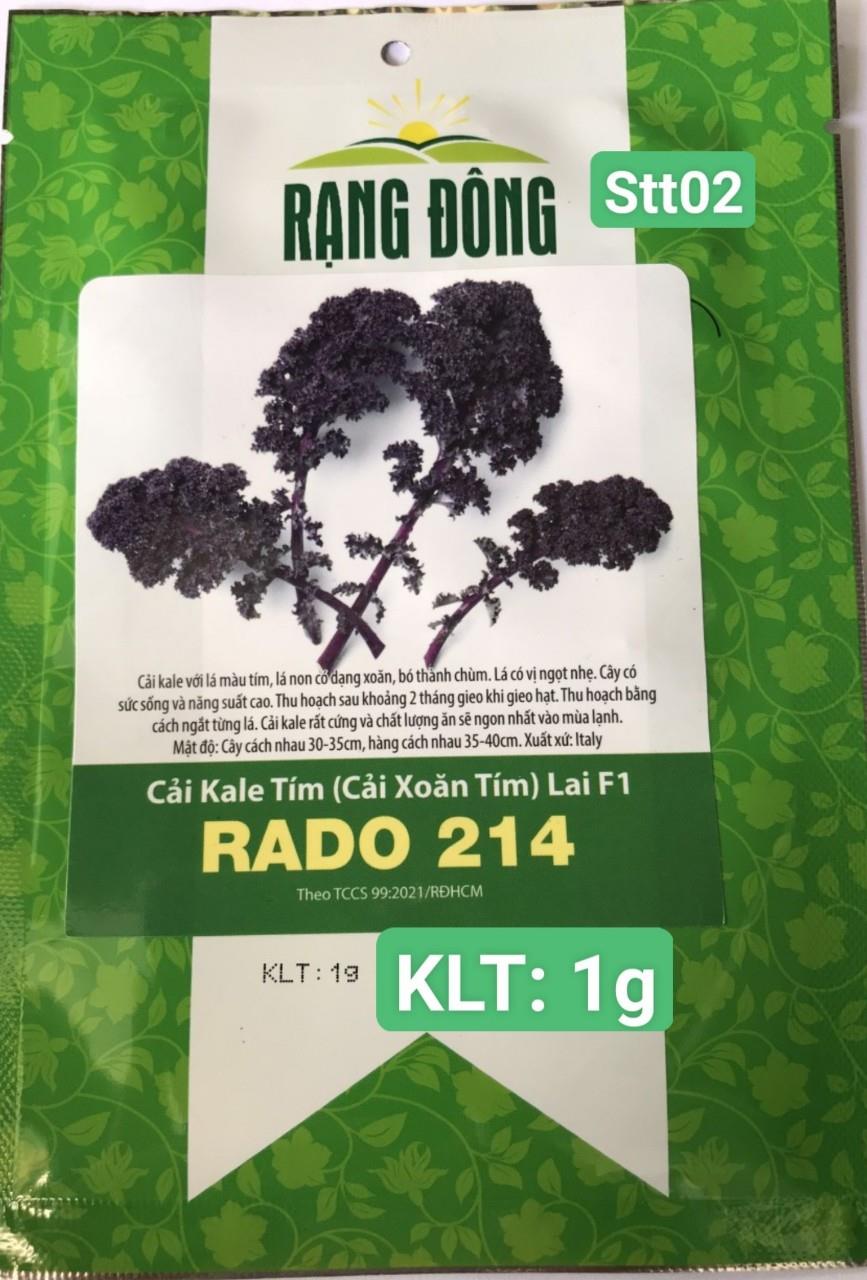 RẠNG ĐÔNG
Stt02
Cải kale với lá màu tím, lá non có dạng xoăn, bó thành chùm. Lá có vị ngọt nhẹ. Cây có
sức sống và năng suất cao. Thu hoạch sau khoảng 2 tháng gieo khi gieo hạt. Thu hoạch bằng
cách ngắt từng lá. Cải kale rất cứng và chất lượng ăn sẽ ngon nhất vào mùa lạnh.
Mật độ: Cây cách nhau 30-35cm, hàng cách nhau 35-40cm. Xuất xứ: Italy
Cải Kale Tím (Cải Xoăn Tím) Lai F1
RADO 214
Theo TCCS 99:2021/RĐHCM
KLT: 1g
KLT: 1g